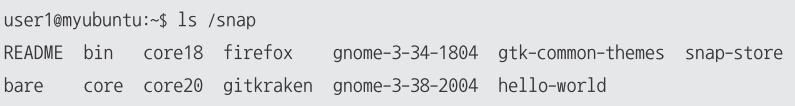 user1@myubuntu:~$ ls /snap
README  bin   core18  firefox    gnome-3-34-1804  gtk-common-themes  snap-store
bare    core  core20  gitkraken  gnome-3-38-2004  hello-world